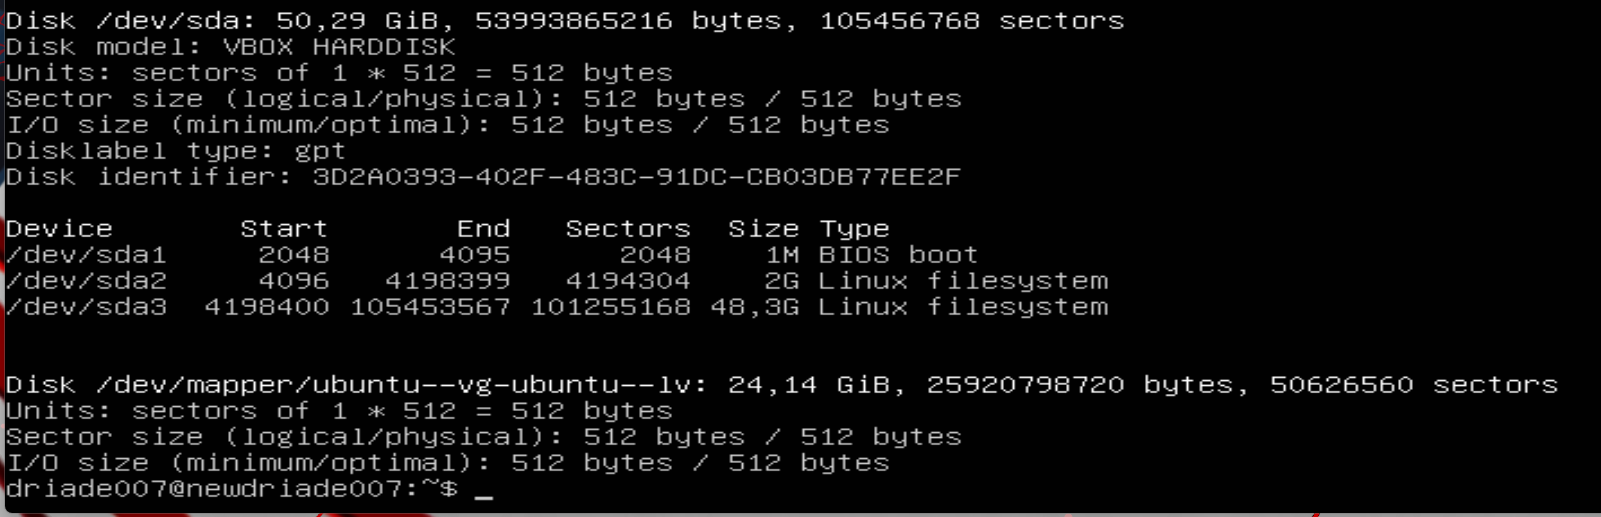 Disk /dev/sda: 50,29 GiB, 53993865216 bytes, 105456768 sectors
Disk model: VBOX HARDDISK
Units: sectors of 1 * 512 = 512 bytes
Sector size (logical/physical): 512 bytes / 512 bytes
I/O size (minimum/optimal): 512 bytes / 512 bytes
Disklabel type: gpt
Disk identifier: 3D2A0393-402F-483C-91DC-CB03DB77EE2F
Device Start End Sectors Size Type
/dev/sda1 2048 4095 2048 1M BIOS boot
/dev/sda2 4096 4198399 4194304 2G Linux filesystem
/dev/sda3 4198400 105453567 101255168 48,3G Linux filesystem
Disk /dev/mapper/ubuntu--vg-ubuntu--lv: 24,14 GiB, 25920798720 bytes, 50626560 sectors
Units: sectors of 1 * 512 = 512 bytes
Sector size (logical/physical): 512 bytes / 512 bytes
I/O size (minimum/optimal): 512 bytes / 512 bytes
driade007@newdriade007:~$ _